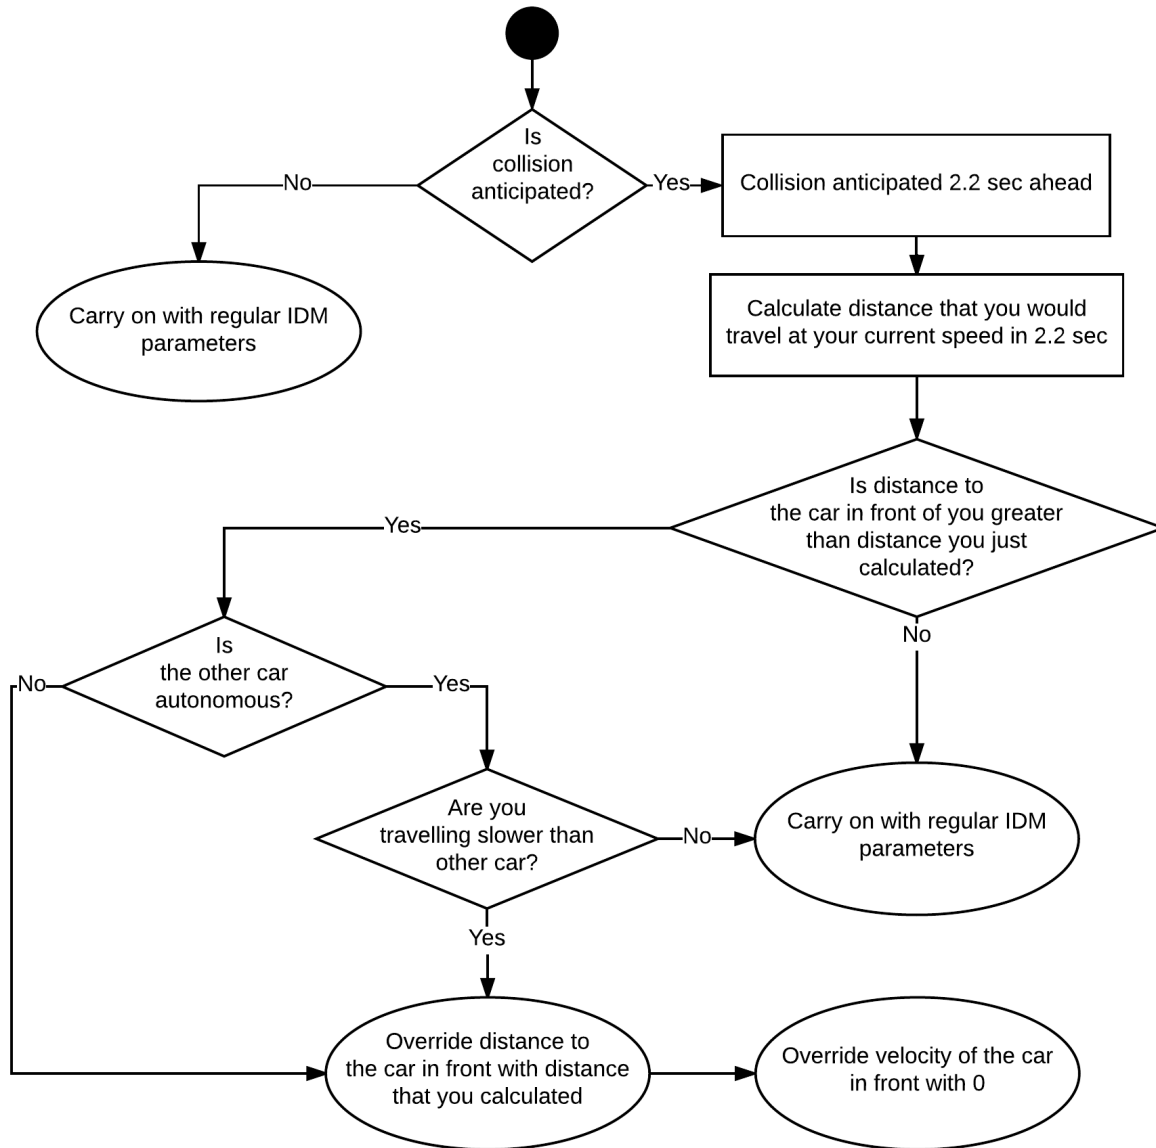 Is
collision
anticipated?
No
Yes
Collision anticipated 2.2 sec ahead
Carry on with regular IDM
parameters
Calculate distance that you would
travel at your current speed in 2.2 sec
Is distance to
the car in front of you greater
than distance you just
calculated?
Yes
No
Is
the other car
autonomous?
No
Yes
Are you
travelling slower than
other car?
No
Carry on with regular IDM
parameters
Yes
Override distance to
the car in front with distance
that you calculated
Override velocity of the car
in front with 0